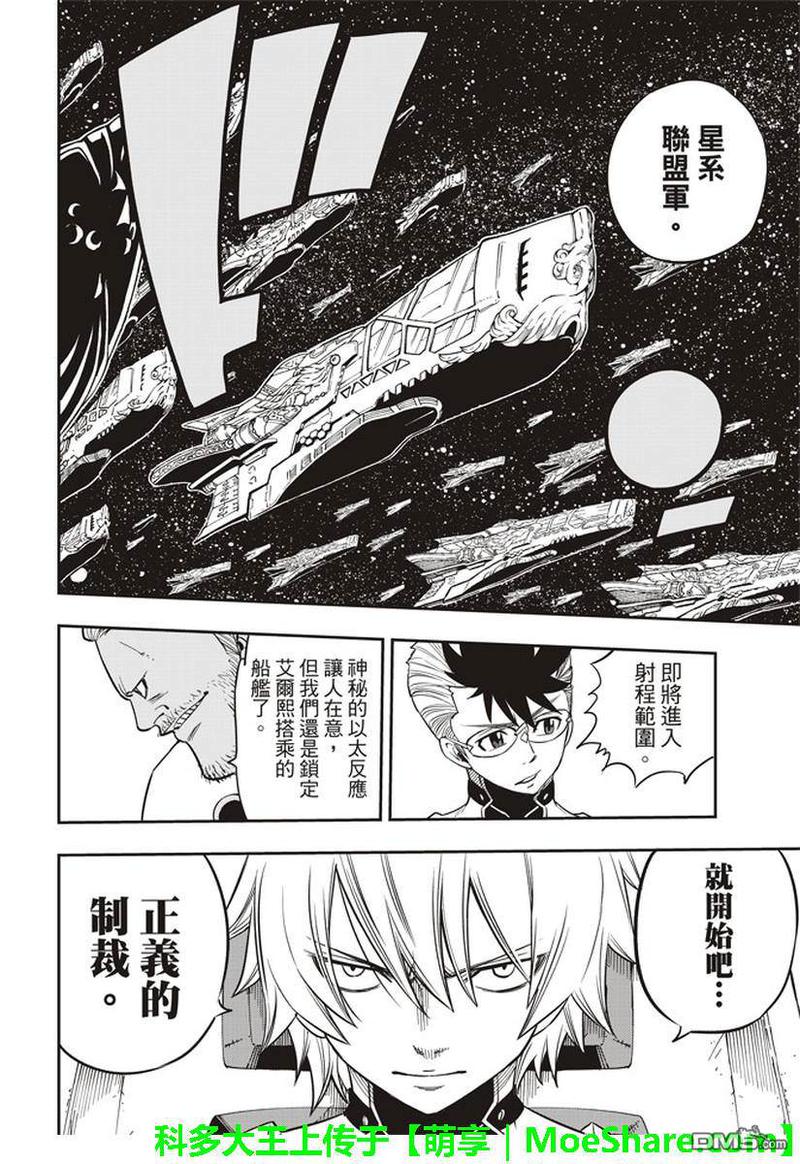 星系
聯盟軍。
即將進入
射程範圍。
神秘的以太反應
讓人在意，
但我們還是鎖定
艾爾熙搭乘的
船艦了。
就開始吧…
正義的
制裁。
科多大王上传于【萌享｜MoeShare